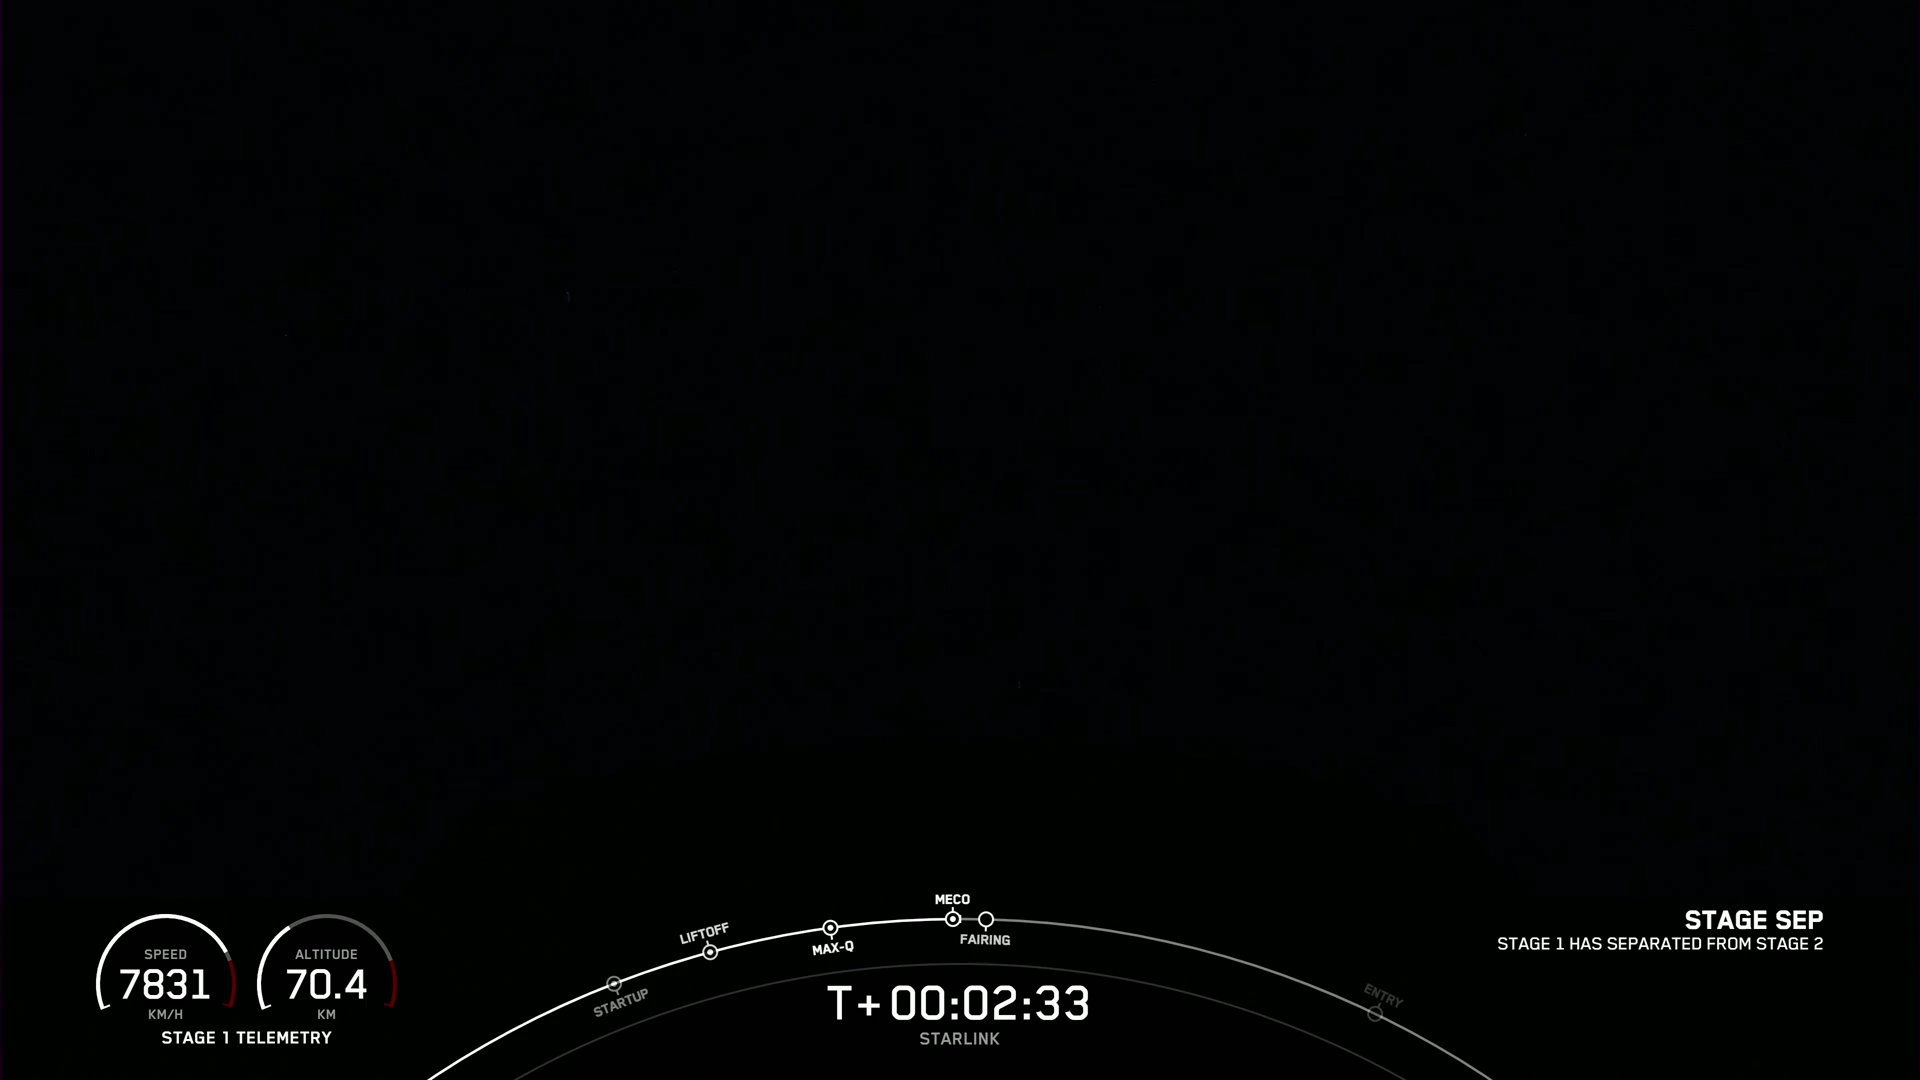 MECO
LIFTOFF
MAX-Q
FAIRING
STARTUP
ENTRY
SPEED
7831
KM/H
ALTITUDE
70.4
KM
STAGE 1 TELEMETRY
T+00:02:33
STARLINK
STAGE SEP
STAGE 1 HAS SEPARATED FROM STAGE 2